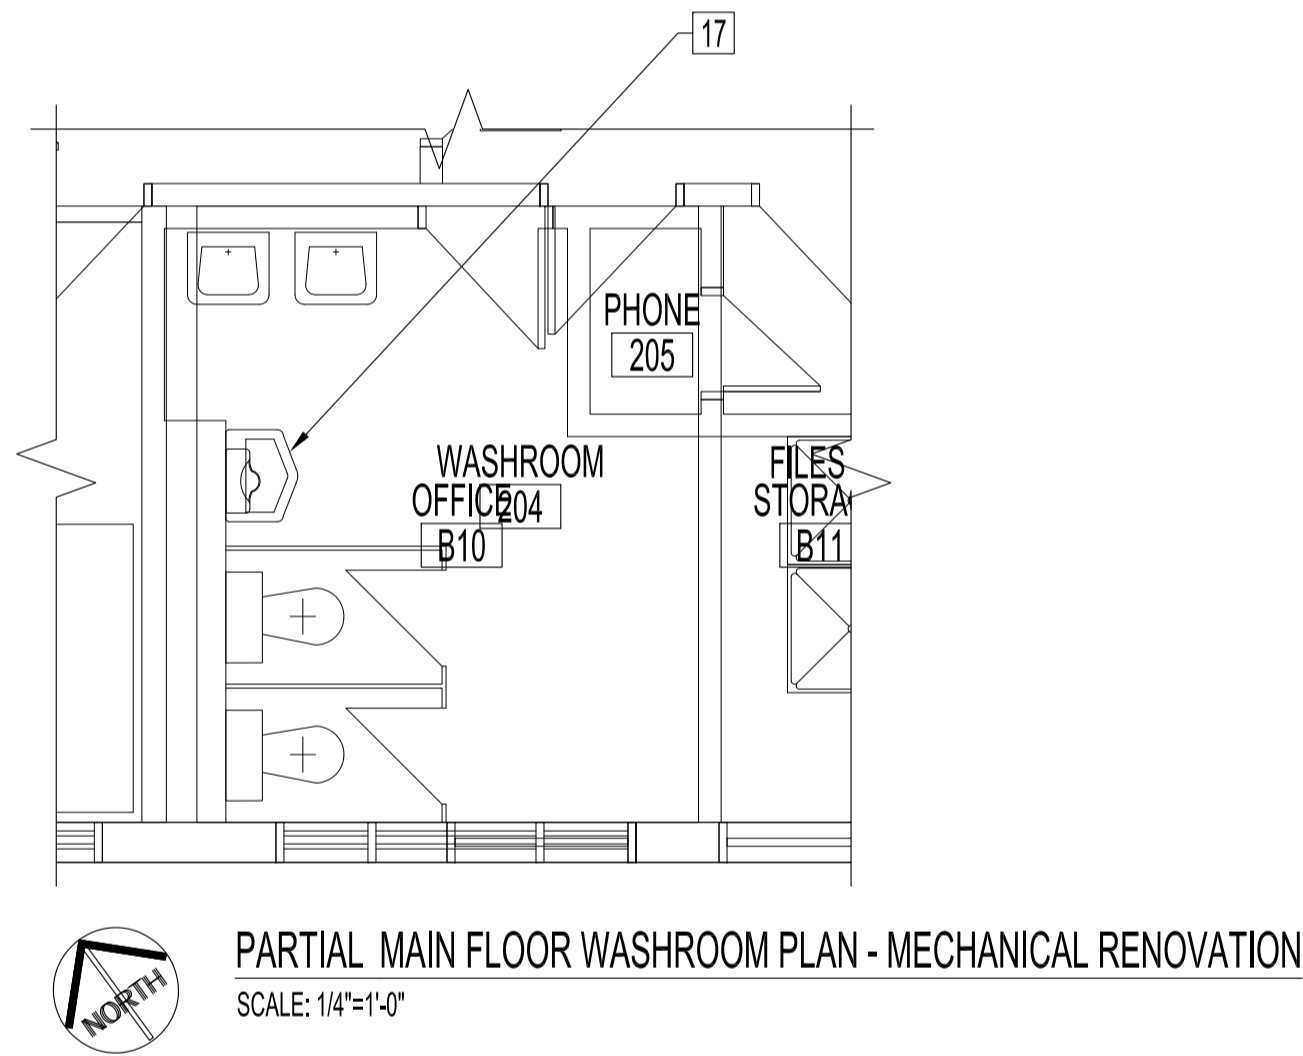 17
PHONE
205
WASHROOM
204
OFFICE
B10
FILES
STORA
B11
NORTH
PARTIAL MAIN FLOOR WASHROOM PLAN - MECHANICAL RENOVATION
SCALE: 1/4"=1'-0"